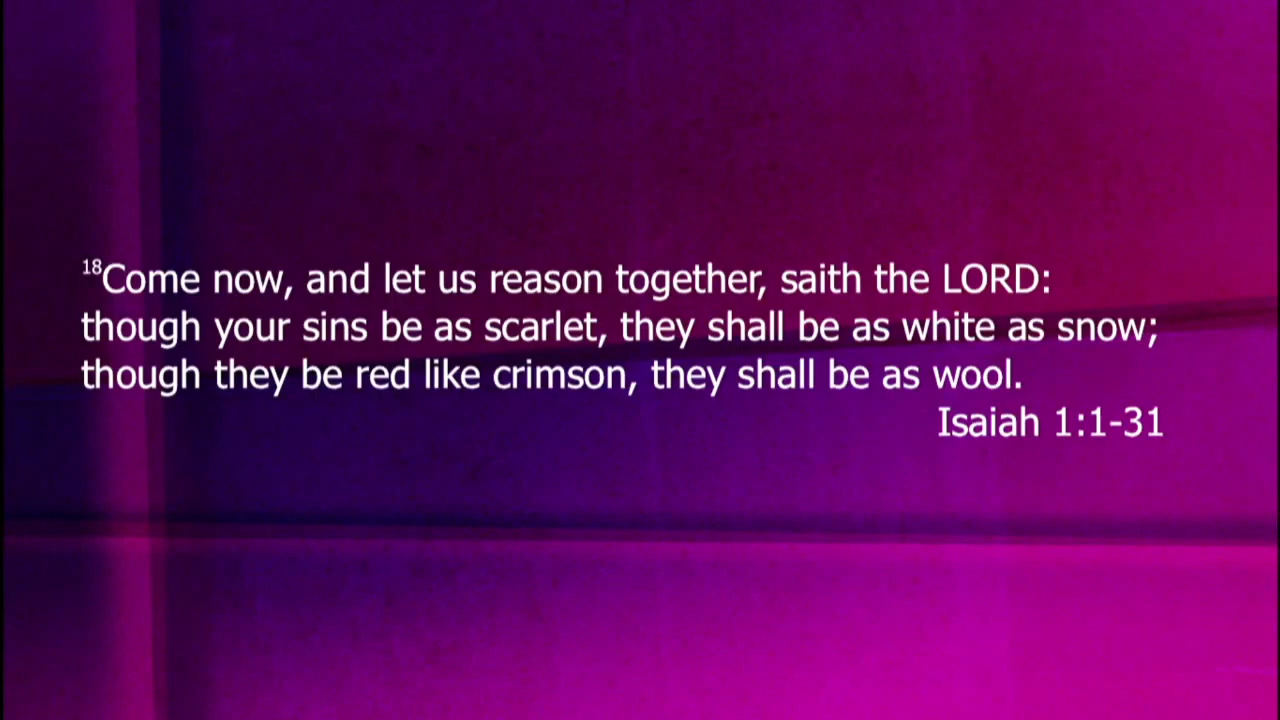 18Come now, and let us reason together, saith the LORD:
though your sins be as scarlet, they shall be as white as snow;
though they be red like crimson, they shall be as wool.
Isaiah 1:1-31